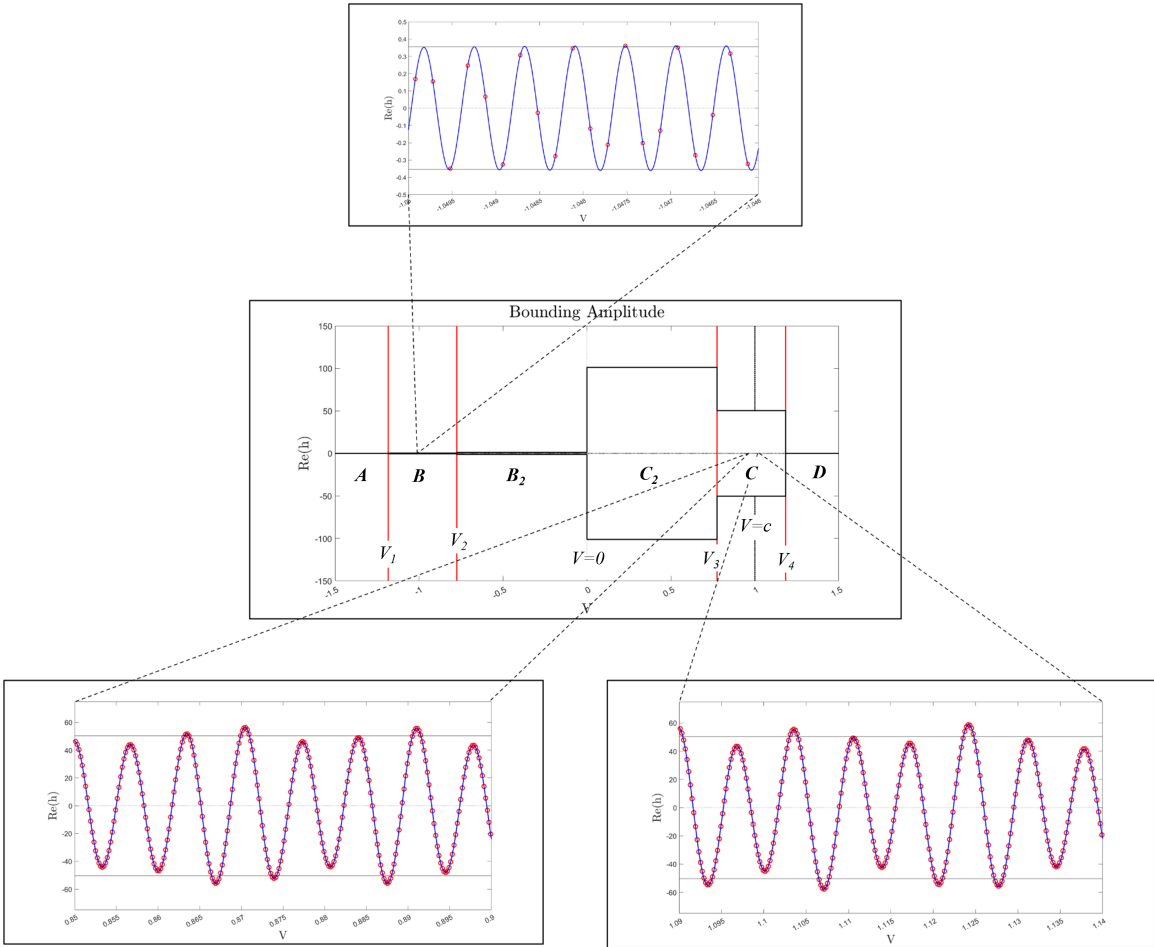 0.5
0.4
0.3
0.2
0.1
0
-0.1
-0.2
-0.3
-0.4
-0.5
Re(h)
-1.05 -1.0495 -1.049 -1.0485 -1.048 -1.0475 -1.047 -1.0465 -1.046
V
Bounding Amplitude
150
100
50
0
-50
-100
-150
Re(h)
A B B2 C2 C D
V1 V2 V=0 V3 V=c V4
-1.5 -1 -0.5 0 0.5 1 1.5
V
60
40
20
0
-20
-40
-60
Re(h)
0.85 0.855 0.86 0.865 0.87 0.875 0.88 0.885 0.89 0.895 0.9
V
60
40
20
0
-20
-40
-60
Re(h)
1.09 1.095 1.1 1.105 1.11 1.115 1.12 1.125 1.13 1.135 1.14
V